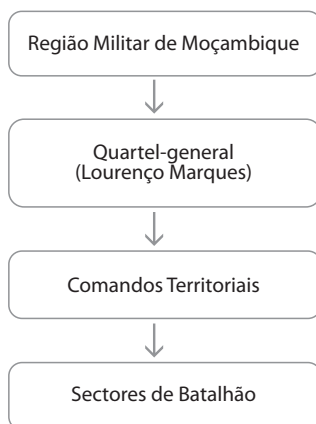 Região Militar de Moçambique
Quartel-general
(Lourenço Marques)
Comandos Territoriais
Sectores de Batalhão